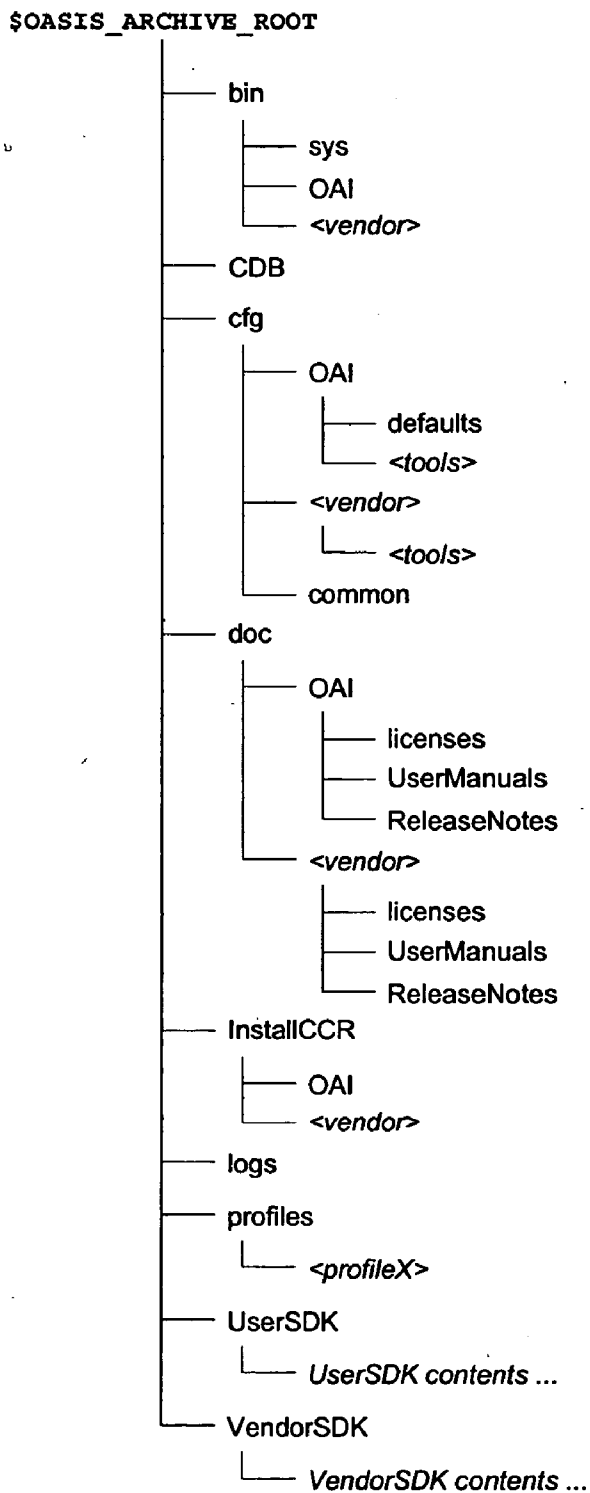 $OASIS_ARCHIVE_ROOT
bin
sys
OAI
<vendor>
CDB
cfg
OAI
defaults
<tools>
<vendor>
<tools>
common
doc
OAI
licenses
UserManuals
ReleaseNotes
<vendor>
licenses
UserManuals
ReleaseNotes
InstallCCR
OAI
<vendor>
logs
profiles
<profileX>
UserSDK
UserSDK contents ...
VendorSDK
VendorSDK contents ...